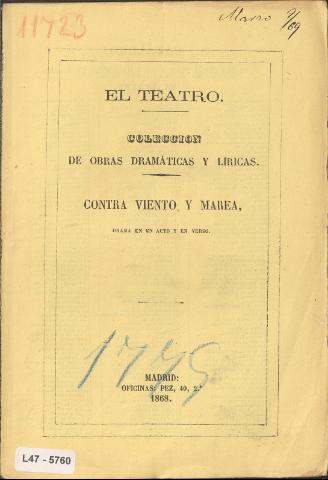 11723
Marzo 9/69
EL TEATRO.
COLECCION
DE OBRAS DRAMÁTICAS Y LÍRICAS.
CONTRA VIENTO Y MAREA,
DRAMA EN UN ACTO Y EN VERSO.
1775
MADRID:
OFICINAS: PEZ, 40, 2.º
1868.
L47 - 5760